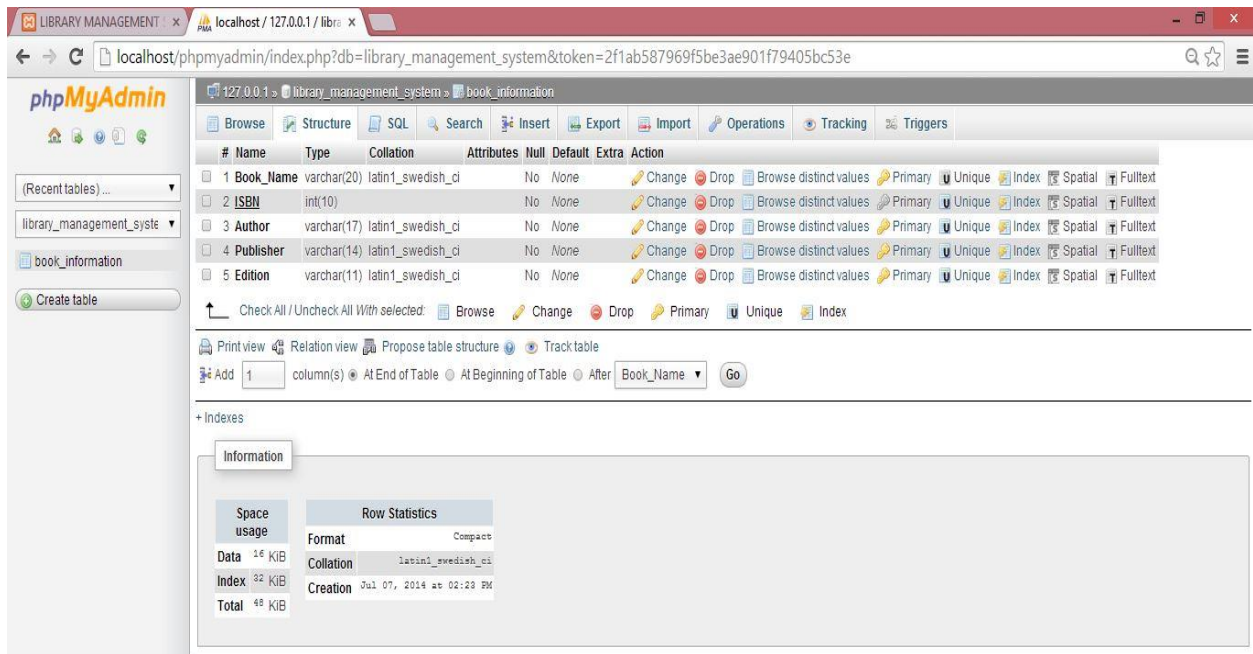 LIBRARY MANAGEMENT S
localhost / 127.0.0.1 / libra
localhost/phpmyadmin/index.php?db=library_management_system&token=2f1ab587969f5be3ae901f79405bc53e
phpMyAdmin
(Recent tables) ...
library_management_syste
book_information
Create table
127.0.0.1 » library_management_system » book_information
Browse Structure SQL Search Insert Export Import Operations Tracking Triggers
# Name Type Collation Attributes Null Default Extra Action
1 Book_Name varchar(20) latin1_swedish_ci No None Change Drop Browse distinct values Primary Unique Index Spatial Fulltext
2 ISBN int(10) No None Change Drop Browse distinct values Primary Unique Index Spatial Fulltext
3 Author varchar(17) latin1_swedish_ci No None Change Drop Browse distinct values Primary Unique Index Spatial Fulltext
4 Publisher varchar(14) latin1_swedish_ci No None Change Drop Browse distinct values Primary Unique Index Spatial Fulltext
5 Edition varchar(11) latin1_swedish_ci No None Change Drop Browse distinct values Primary Unique Index Spatial Fulltext
Check All / Uncheck All With selected: Browse Change Drop Primary Unique Index
Print view Relation view Propose table structure Track table
Add 1 column(s) At End of Table At Beginning of Table After Book_Name Go
+ Indexes
Information
Space usage
Data 16 KiB
Index 32 KiB
Total 48 KiB
Row Statistics
Format Compact
Collation latin1_swedish_ci
Creation Jul 07, 2014 at 02:23 PM